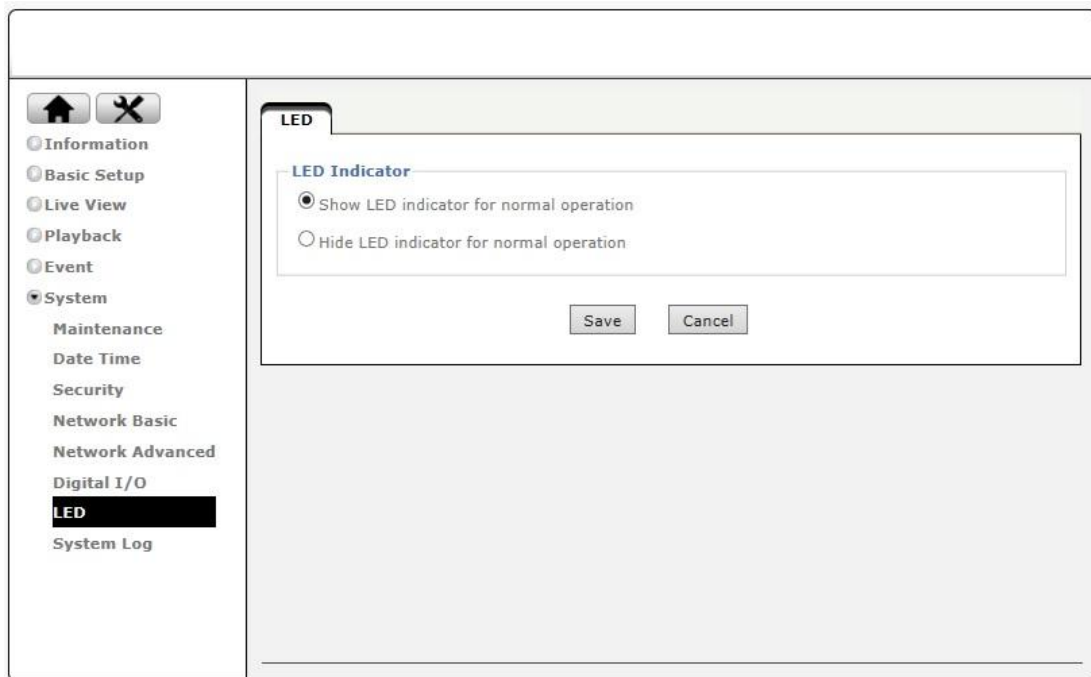 Information
Basic Setup
Live View
Playback
Event
System
Maintenance
Date Time
Security
Network Basic
Network Advanced
Digital I/O
LED
System Log
LED
LED Indicator
Show LED indicator for normal operation
Hide LED indicator for normal operation
Save Cancel